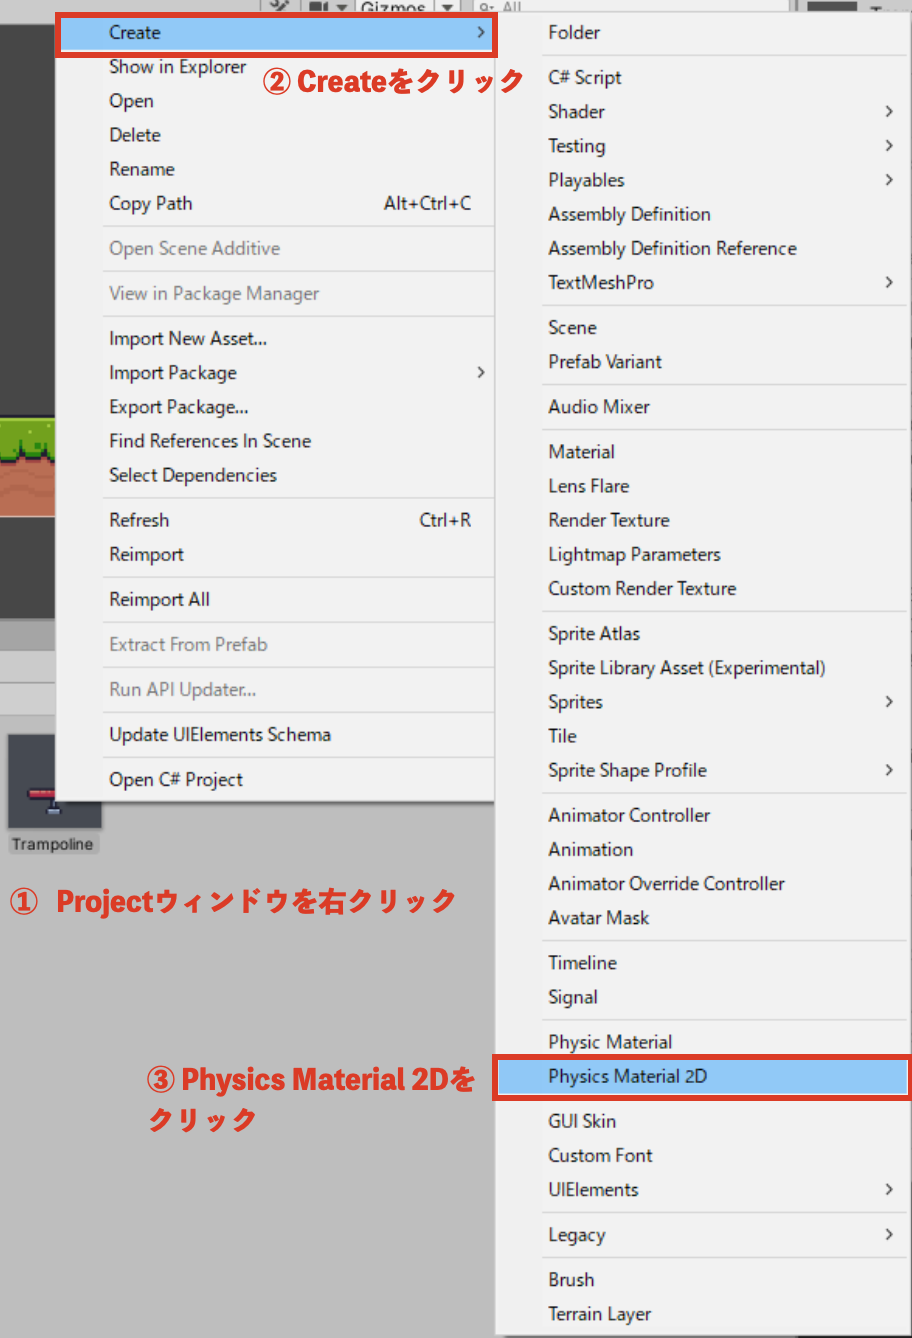 Gizmos
All
Create
Show in Explorer
② Createをクリック
Open
Delete
Rename
Copy Path Alt+Ctrl+C
Open Scene Additive
View in Package Manager
Import New Asset...
Import Package
Export Package...
Find References In Scene
Select Dependencies
Refresh Ctrl+R
Reimport
Reimport All
Extract From Prefab
Run API Updater...
Update UIElements Schema
Open C# Project
Trampoline
① Projectウィンドウを右クリック
③ Physics Material 2Dを
クリック
Folder
C# Script
Shader
Testing
Playables
Assembly Definition
Assembly Definition Reference
TextMeshPro
Scene
Prefab Variant
Audio Mixer
Material
Lens Flare
Render Texture
Lightmap Parameters
Custom Render Texture
Sprite Atlas
Sprite Library Asset (Experimental)
Sprites
Tile
Sprite Shape Profile
Animator Controller
Animation
Animator Override Controller
Avatar Mask
Timeline
Signal
Physic Material
Physics Material 2D
GUI Skin
Custom Font
UIElements
Legacy
Brush
Terrain Layer